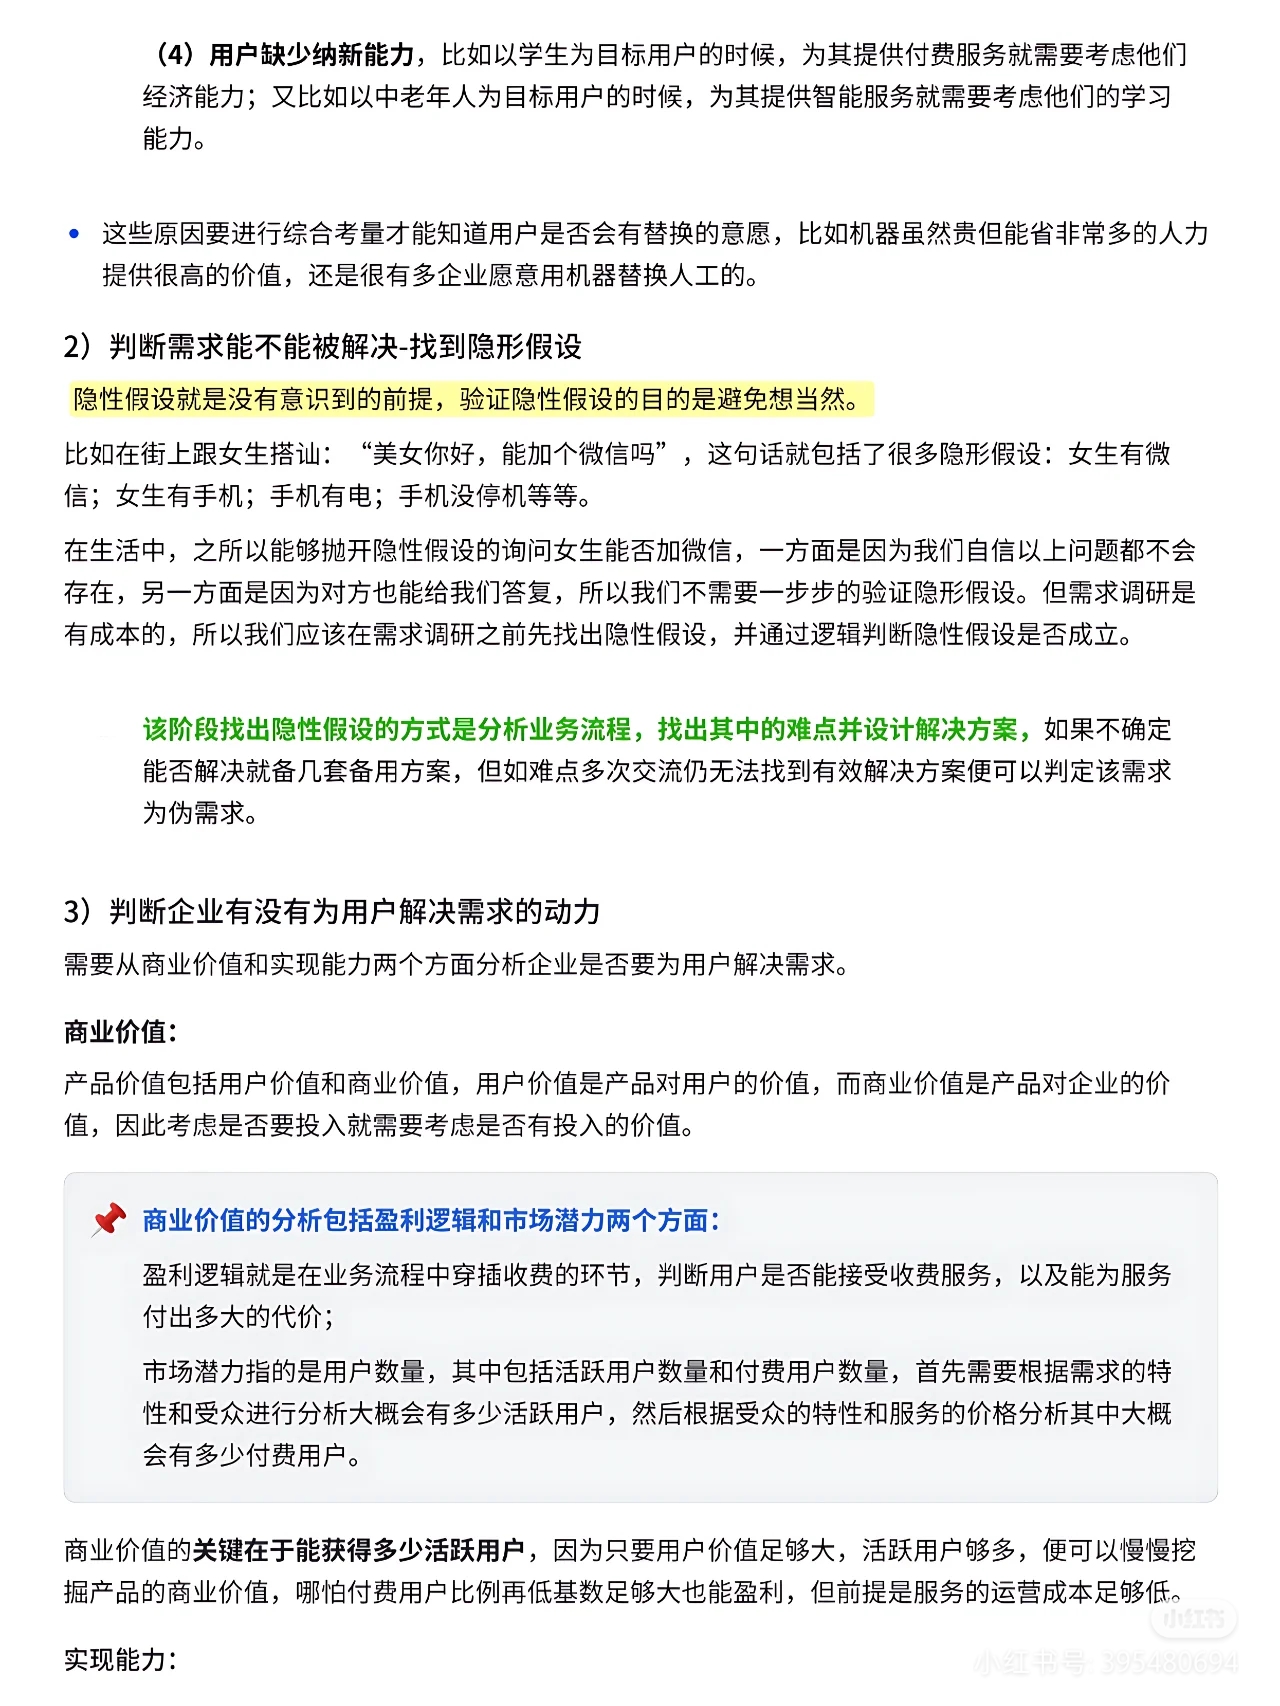 （4）用户缺少纳新能力，比如以学生为目标用户的时候，为其提供付费服务就需要考虑他们
经济能力；又比如以中老年人为目标用户的时候，为其提供智能服务就需要考虑他们的学习
能力。
• 这些原因要进行综合考量才能知道用户是否会有替换的意愿，比如机器虽然贵但能省非常多的人力
提供很高的价值，还是很有多企业愿意用机器替换人工的。
2）判断需求能不能被解决-找到隐形假设
隐性假设就是没有意识到的前提，验证隐性假设的目的是避免想当然。
比如在街上跟女生搭讪：“美女你好，能加个微信吗”，这句话就包括了很多隐形假设：女生有微
信；女生有手机；手机有电；手机没停机等等。
在生活中，之所以能够抛开隐性假设的询问女生能否加微信，一方面是因为我们自信以上问题都不会
存在，另一方面是因为对方也能给我们答复，所以我们不需要一步步的验证隐形假设。但需求调研是
有成本的，所以我们应该在需求调研之前先找出隐性假设，并通过逻辑判断隐性假设是否成立。
该阶段找出隐性假设的方式是分析业务流程，找出其中的难点并设计解决方案，如果不确定
能否解决就备几套备用方案，但如难点多次交流仍无法找到有效解决方案便可以判定该需求
为伪需求。
3）判断企业有没有为用户解决需求的动力
需要从商业价值和实现能力两个方面分析企业是否要为用户解决需求。
商业价值：
产品价值包括用户价值和商业价值，用户价值是产品对用户的价值，而商业价值是产品对企业的价
值，因此考虑是否要投入就需要考虑是否有投入的价值。
商业价值的分析包括盈利逻辑和市场潜力两个方面：
盈利逻辑就是在业务流程中穿插收费的环节，判断用户是否能接受收费服务，以及能为服务
付出多大的代价；
市场潜力指的是用户数量，其中包括活跃用户数量和付费用户数量，首先需要根据需求的特
性和受众进行分析大概会有多少活跃用户，然后根据受众的特性和服务的价格分析其中大概
会有多少付费用户。
商业价值的关键在于能获得多少活跃用户，因为只要用户价值足够大，活跃用户够多，便可以慢慢挖
掘产品的商业价值，哪怕付费用户比例再低基数足够大也能盈利，但前提是服务的运营成本足够低。
小红书
实现能力：
小红书号: 395480694